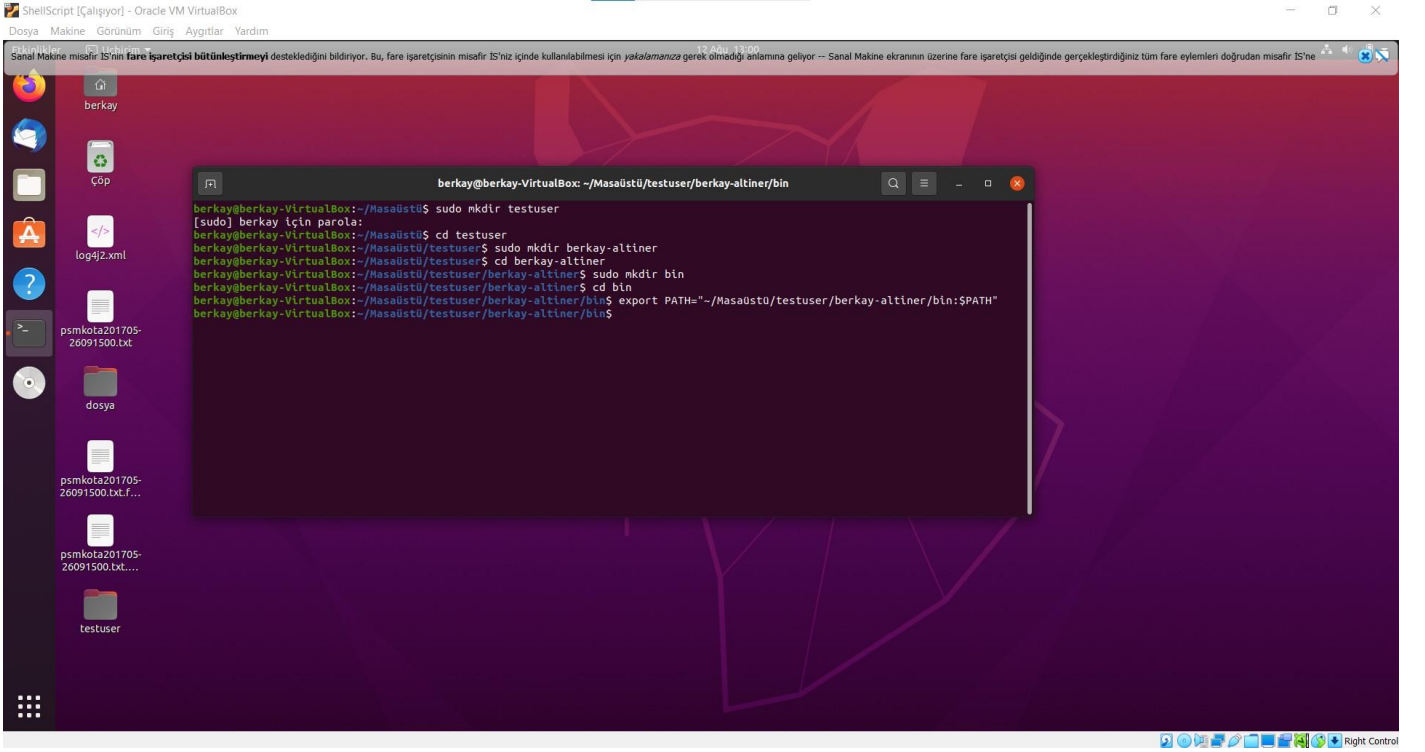 ShellScript [Çalışıyor] - Oracle VM VirtualBox
Dosya Makine Görünüm Giriş Aygıtlar Yardım
Etkinlikler Uçbirim 12 Ağu 13:00
Sanal Makine misafir İS'nin fare işaretçisi bütünleştirmeyi desteklediğini bildiriyor. Bu, fare işaretçisinin misafir İS'niz içinde kullanılabilmesi için yakalamanıza gerek olmadığı anlamına geliyor -- Sanal Makine ekranının üzerine fare işaretçisi geldiğinde gerçekleştirdiğiniz tüm fare eylemleri doğrudan misafir İS'ne
berkay
Çöp
log4j2.xml
psmkota201705-
26091500.txt
dosya
psmkota201705-
26091500.txt.f...
psmkota201705-
26091500.txt....
testuser
berkay@berkay-VirtualBox: ~/Masaüstü/testuser/berkay-altiner/bin
berkay@berkay-VirtualBox:~/Masaüstü$ sudo mkdir testuser
[sudo] berkay için parola:
berkay@berkay-VirtualBox:~/Masaüstü$ cd testuser
berkay@berkay-VirtualBox:~/Masaüstü/testuser$ sudo mkdir berkay-altiner
berkay@berkay-VirtualBox:~/Masaüstü/testuser$ cd berkay-altiner
berkay@berkay-VirtualBox:~/Masaüstü/testuser/berkay-altiner$ sudo mkdir bin
berkay@berkay-VirtualBox:~/Masaüstü/testuser/berkay-altiner$ cd bin
berkay@berkay-VirtualBox:~/Masaüstü/testuser/berkay-altiner/bin$ export PATH="~/Masaüstü/testuser/berkay-altiner/bin:$PATH"
berkay@berkay-VirtualBox:~/Masaüstü/testuser/berkay-altiner/bin$
Right Control